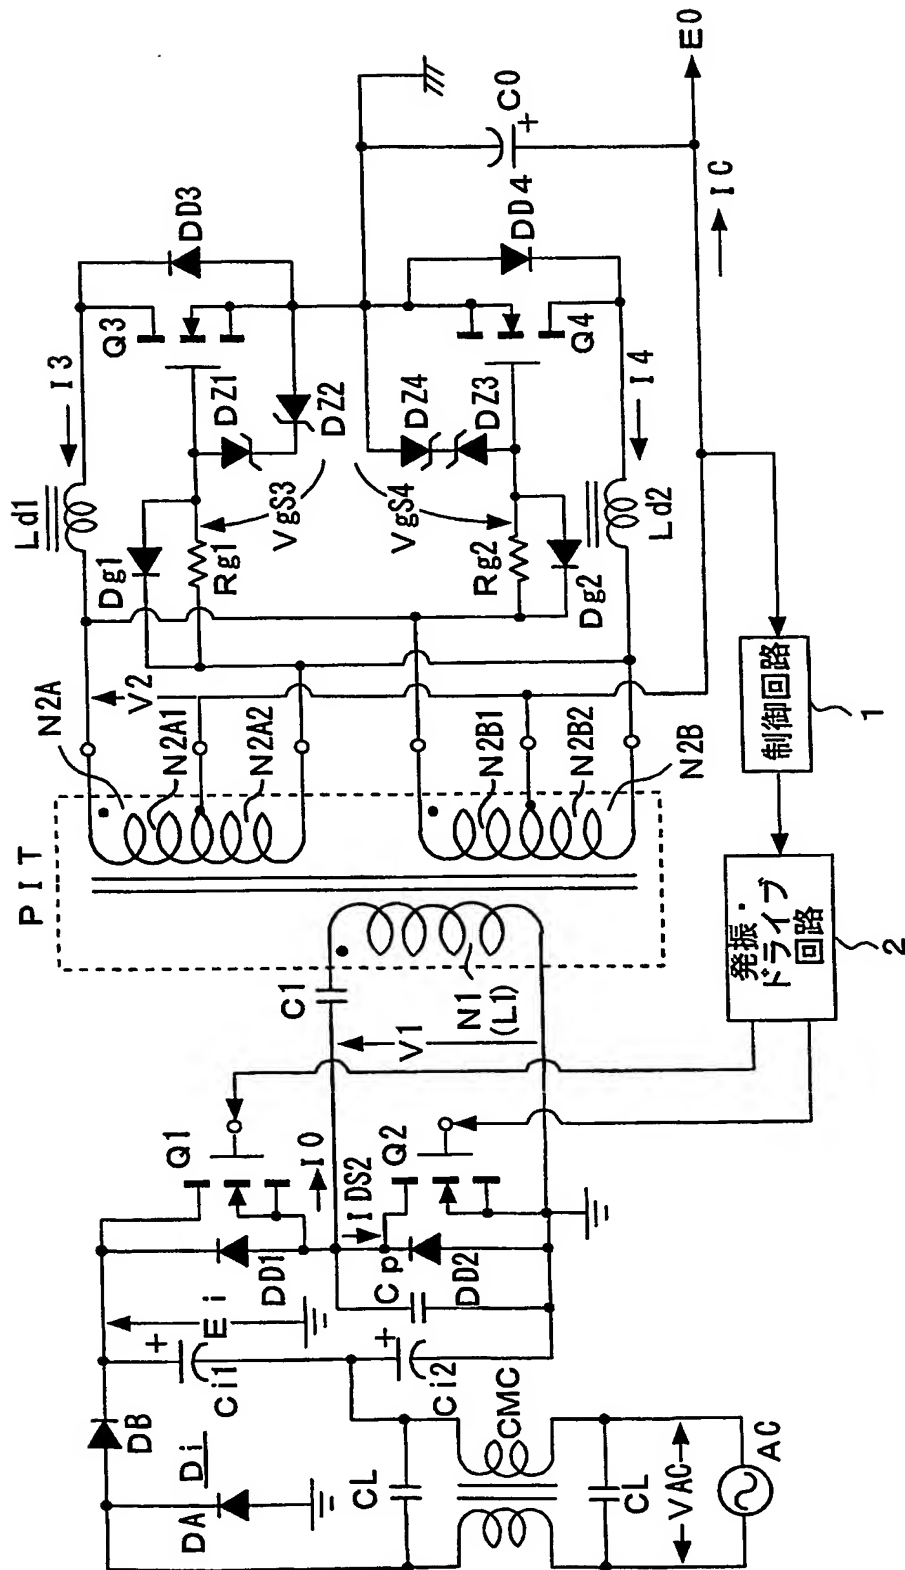 PIT
N2A
N2A1
N2A2
N2B1
N2B2
N2B
V2
Ld1
I3
Dg1
Rg1
VgS3
DZ1
DZ2
Q3
DD3
VgS4
DZ4
DZ3
Rg2
Dg2
Ld2
I4
Q4
DD4
C0
+
E0
IC
制御回路
1
発振・
ドライブ
回路
2
C1
N1
(L1)
V1
Q1
I0
IDS2
Q2
DD1
Cp
DD2
Ei
+
Ci1
+
Ci2
DB
Di
DA
CL
CMC
CL
VAC
AC